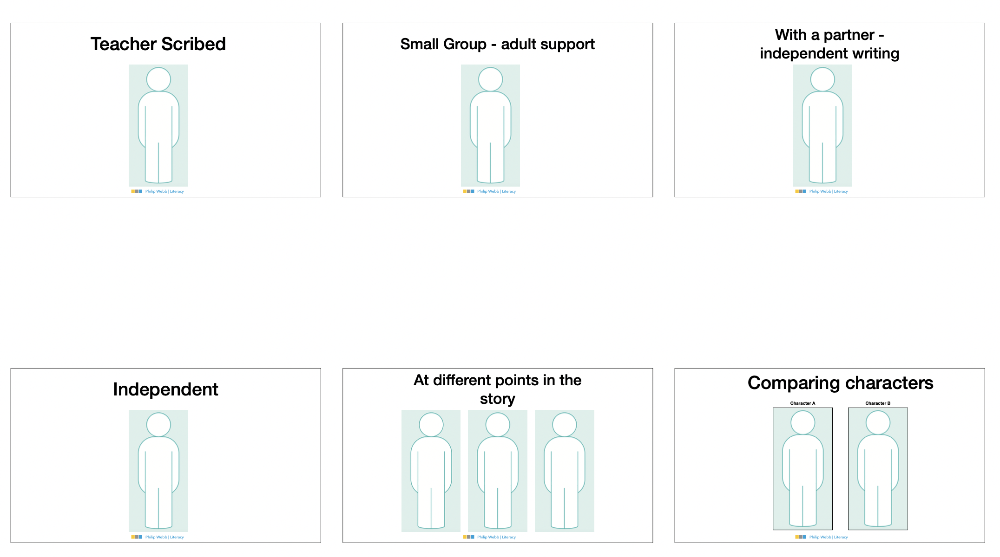 Teacher Scribed
Philip Webb | Literacy
Small Group - adult support
Philip Webb | Literacy
With a partner -
independent writing
Philip Webb | Literacy
Independent
Philip Webb | Literacy
At different points in the
story
Philip Webb | Literacy
Comparing characters
Character A
Character B
Philip Webb | Literacy